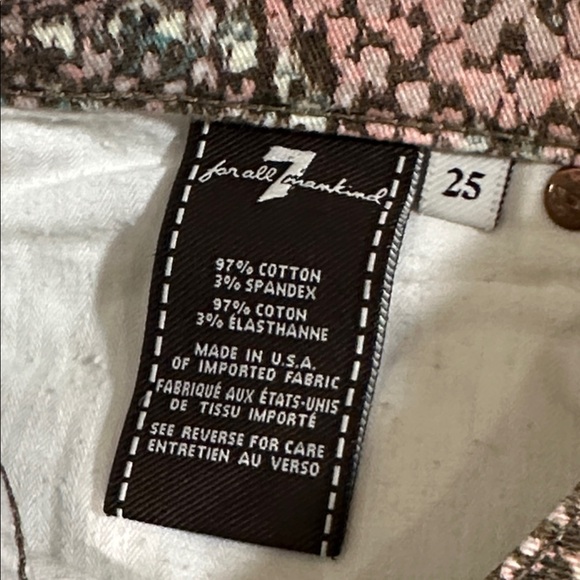 7
for all mankind
25
97% COTTON
3% SPANDEX
97% COTON
3% ÉLASTHANNE
MADE IN U.S.A.
OF IMPORTED FABRIC
FABRIQUÉ AUX ÉTATS-UNIS
DE TISSU IMPORTÉ
SEE REVERSE FOR CARE
ENTRETIEN AU VERSO